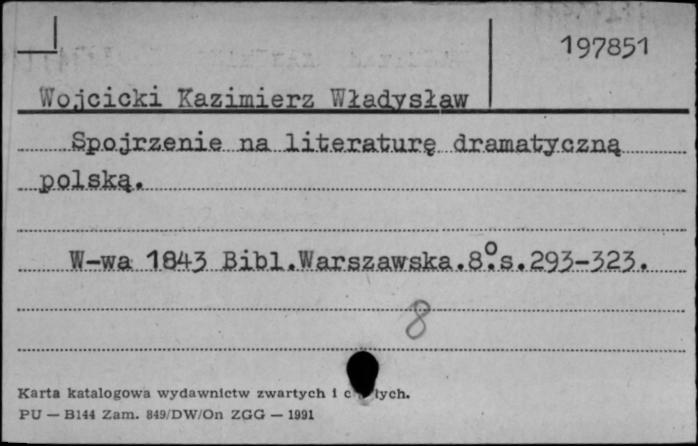 197851
Wojcicki Kazimierz Władysław
Spojrzenie na literaturę dramatyczną
polską.
W-wa 1843 Bibl.Warszawska.8°.s.293-323.
8
Karta katalogowa wydawnictw zwartych i
PU — B144 Zam. 849/DW/On ZGG — 1991